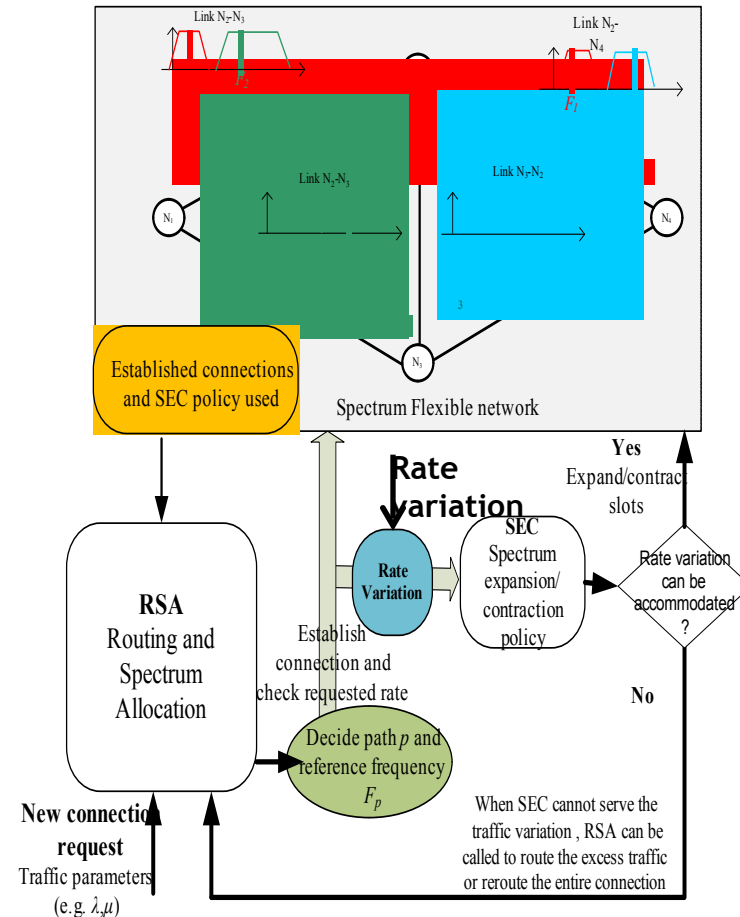 Link N2-N3
Link N2-
N4
F2
F1
Link N2-N3
Link N3-N2
N1
N4
3
N3
Established connections
and SEC policy used
Spectrum Flexible network
Rate
variation
Yes
Expand/contract
slots
Rate
Variation
SEC
Spectrum
expansion/
contraction
policy
Rate variation
can be
accommodated
?
RSA
Routing and
Spectrum
Allocation
Establish
connection and
check requested rate
No
Decide path p and
reference frequency
Fp
New connection
request
Traffic parameters
(e.g. λ,μ)
When SEC cannot serve the
traffic variation , RSA can be
called to route the excess traffic
or reroute the entire connection